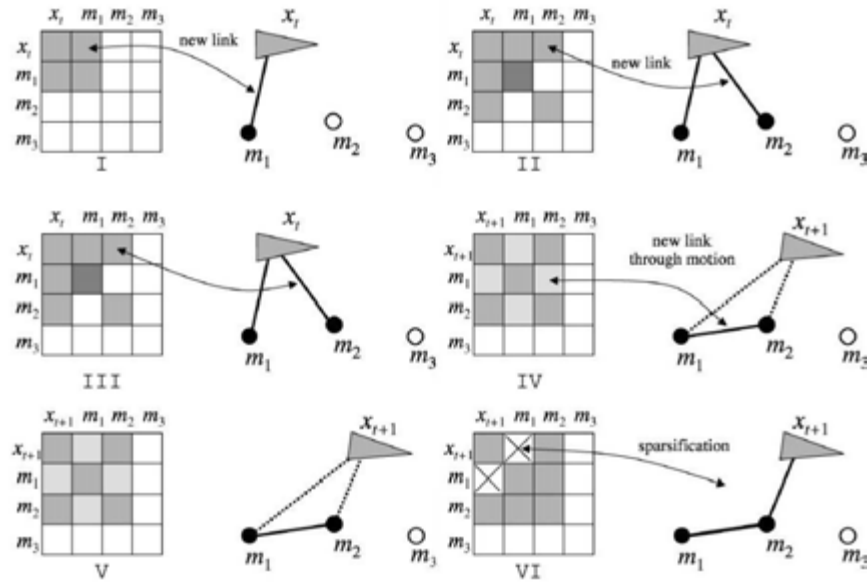 x_t m_1 m_2 m_3
x_t
m_1
m_2
m_3
new link
x_t
m_1
m_2
m_3
I
x_t m_1 m_2 m_3
x_t
m_1
m_2
m_3
new link
x_t
m_1
m_2
m_3
II
x_t m_1 m_2 m_3
x_t
m_1
m_2
m_3
x_t
m_1
m_2
m_3
III
x_{t+1} m_1 m_2 m_3
x_{t+1}
m_1
m_2
m_3
new link
through motion
x_{t+1}
m_1
m_2
m_3
IV
x_{t+1} m_1 m_2 m_3
x_{t+1}
m_1
m_2
m_3
x_{t+1}
m_1
m_2
m_3
V
x_{t+1} m_1 m_2 m_3
x_{t+1}
m_1
m_2
m_3
sparsification
x_{t+1}
m_1
m_2
m_3
VI